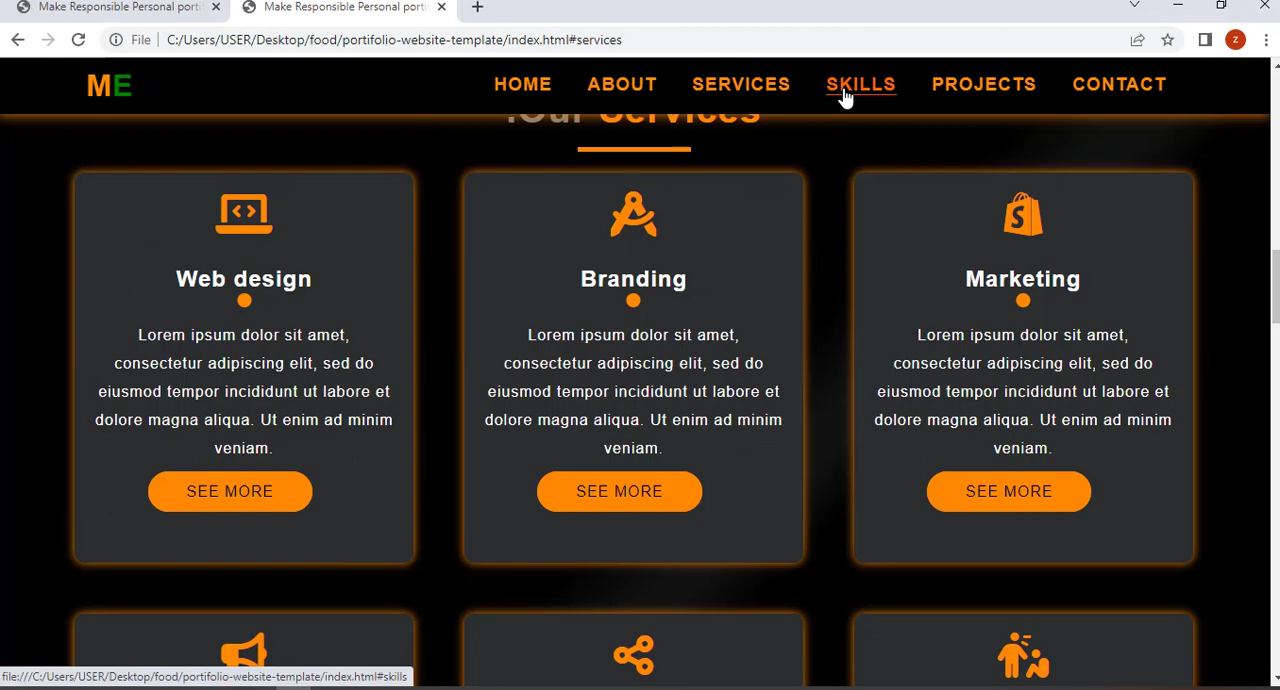 Make Responsible Personal porti
Make Responsible Personal porti
File
C:/Users/USER/Desktop/food/portifolio-website-template/index.html#services
Z
ME
HOME ABOUT SERVICES SKILLS PROJECTS CONTACT
.Our Services
Web design
Lorem ipsum dolor sit amet,
consectetur adipiscing elit, sed do
eiusmod tempor incididunt ut labore et
dolore magna aliqua. Ut enim ad minim
veniam.
SEE MORE
Branding
Lorem ipsum dolor sit amet,
consectetur adipiscing elit, sed do
eiusmod tempor incididunt ut labore et
dolore magna aliqua. Ut enim ad minim
veniam.
SEE MORE
Marketing
Lorem ipsum dolor sit amet,
consectetur adipiscing elit, sed do
eiusmod tempor incididunt ut labore et
dolore magna aliqua. Ut enim ad minim
veniam.
SEE MORE
file:///C:/Users/USER/Desktop/food/portifolio-website-template/index.html#skills